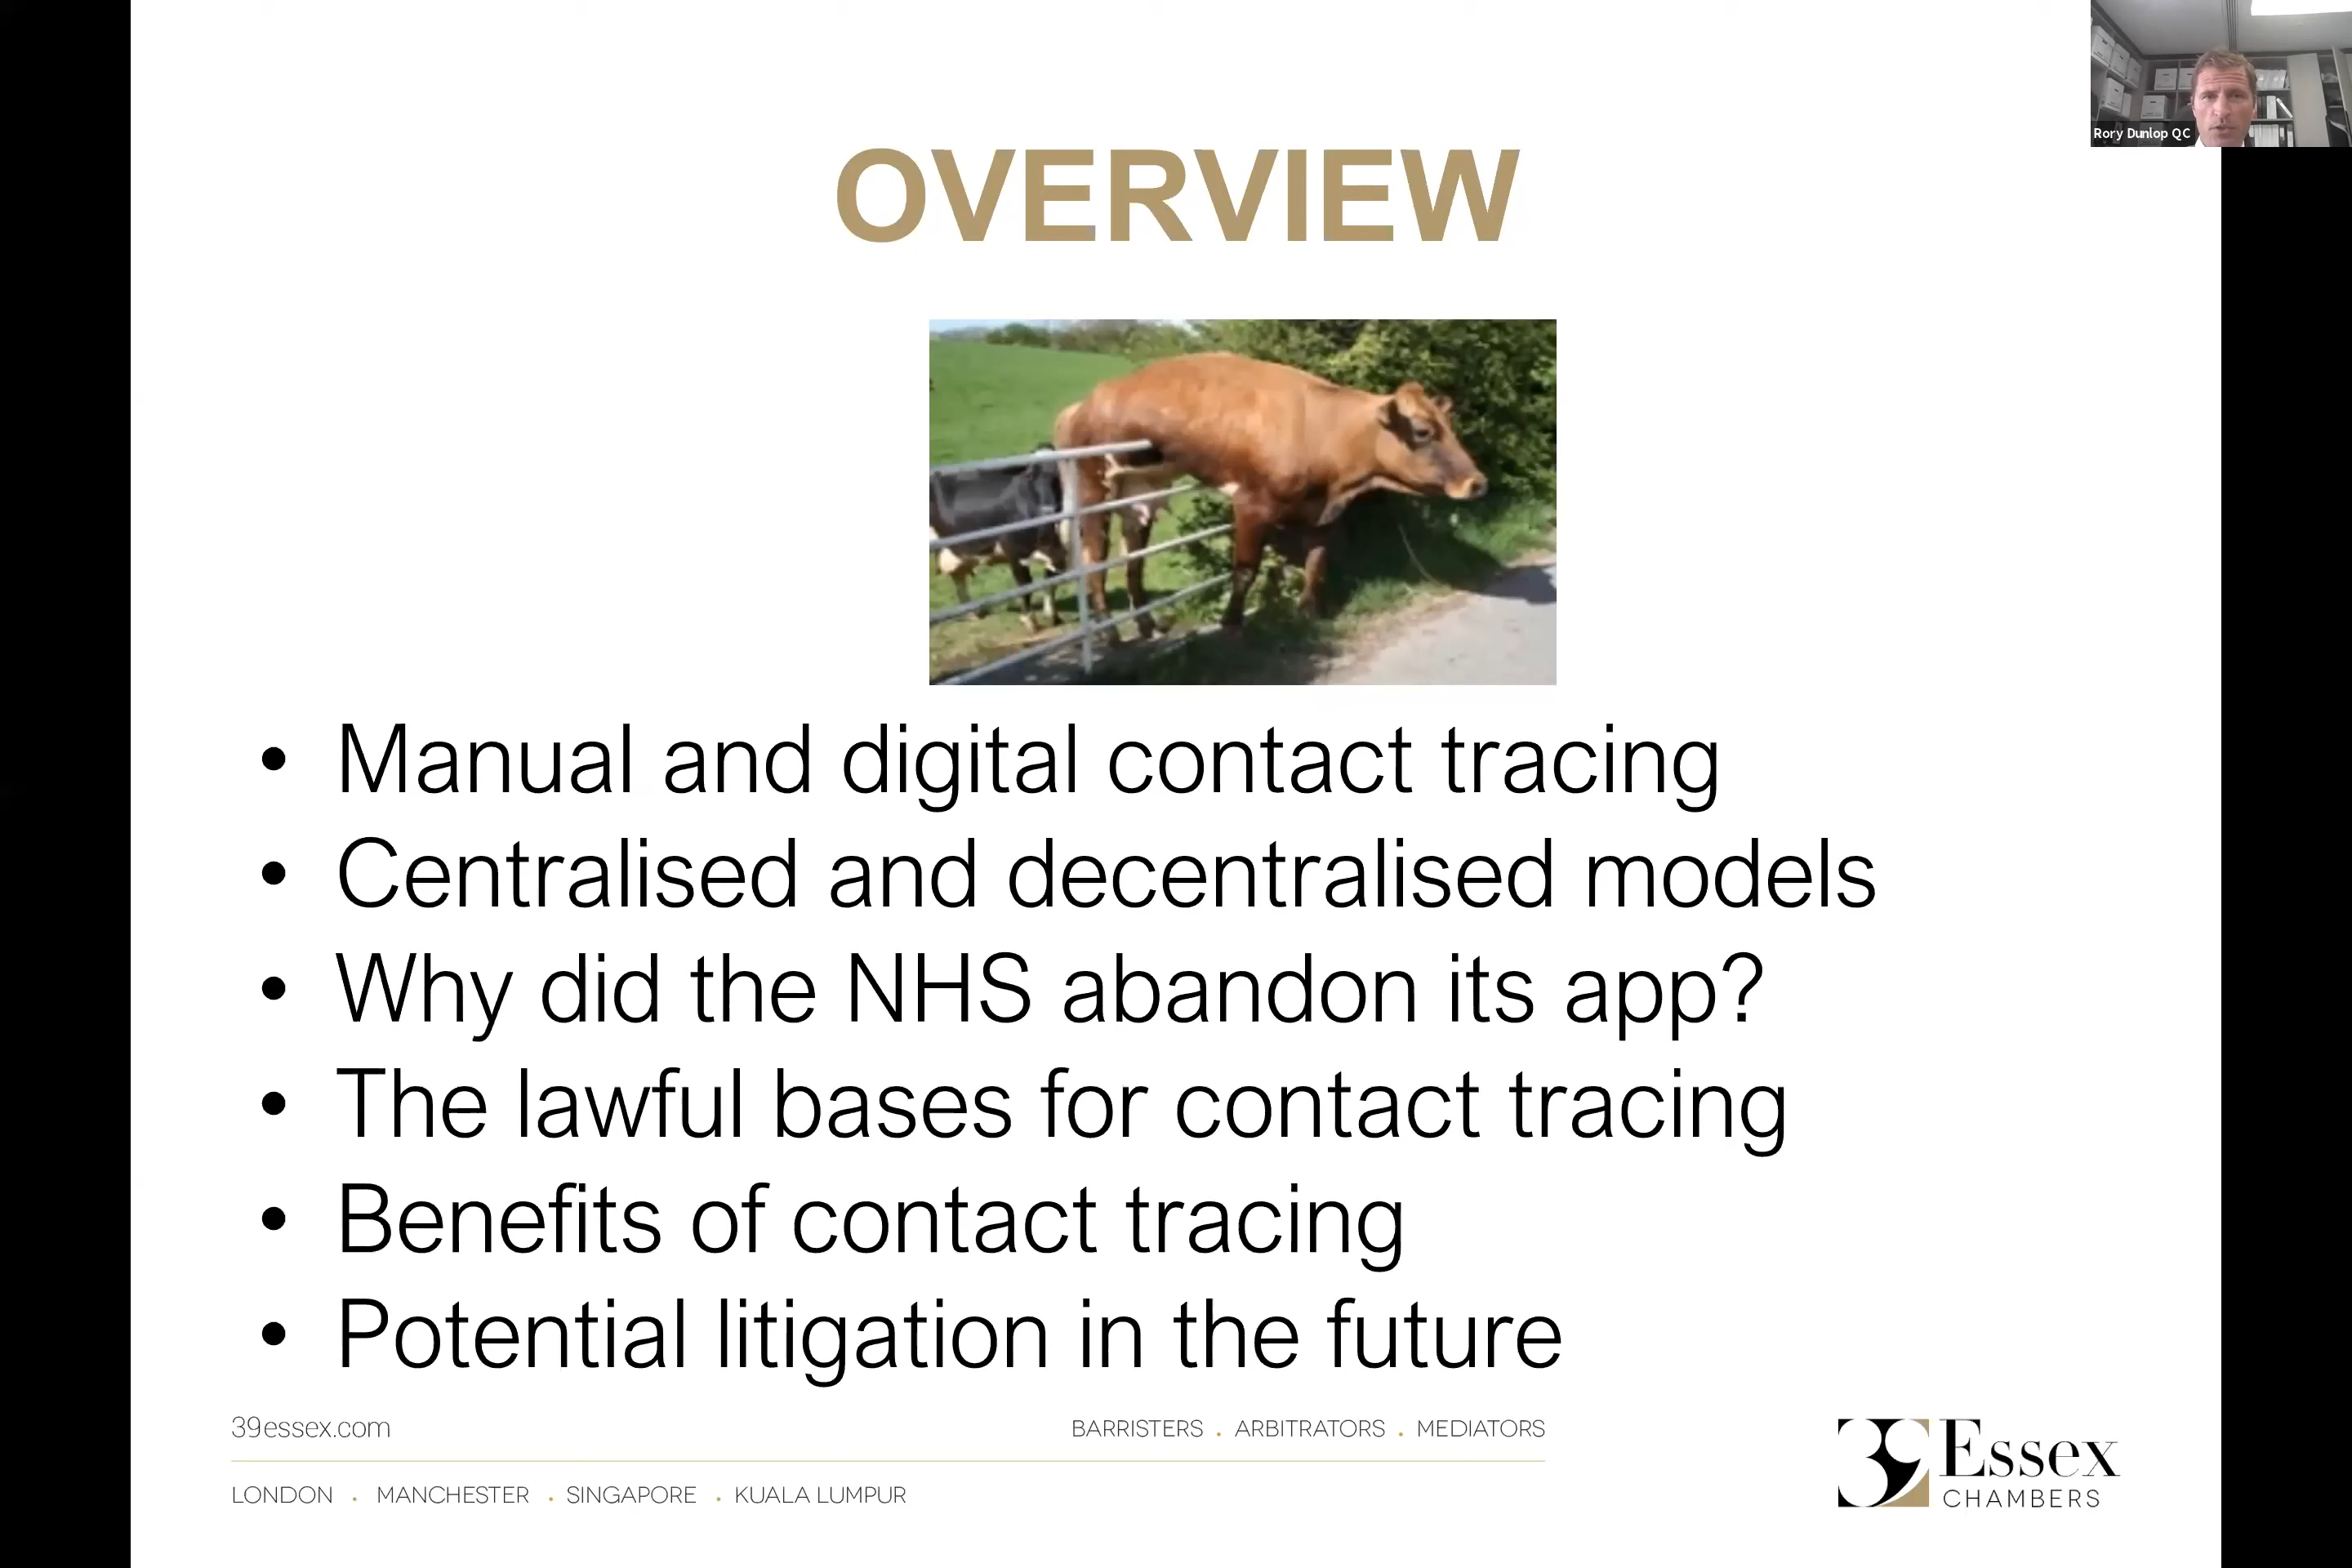 Rory Dunlop QC
OVERVIEW
• Manual and digital contact tracing
• Centralised and decentralised models
• Why did the NHS abandon its app?
• The lawful bases for contact tracing
• Benefits of contact tracing
• Potential litigation in the future
39essex.com
BARRISTERS . ARBITRATORS . MEDIATORS
LONDON . MANCHESTER . SINGAPORE . KUALA LUMPUR
39 Essex
CHAMBERS